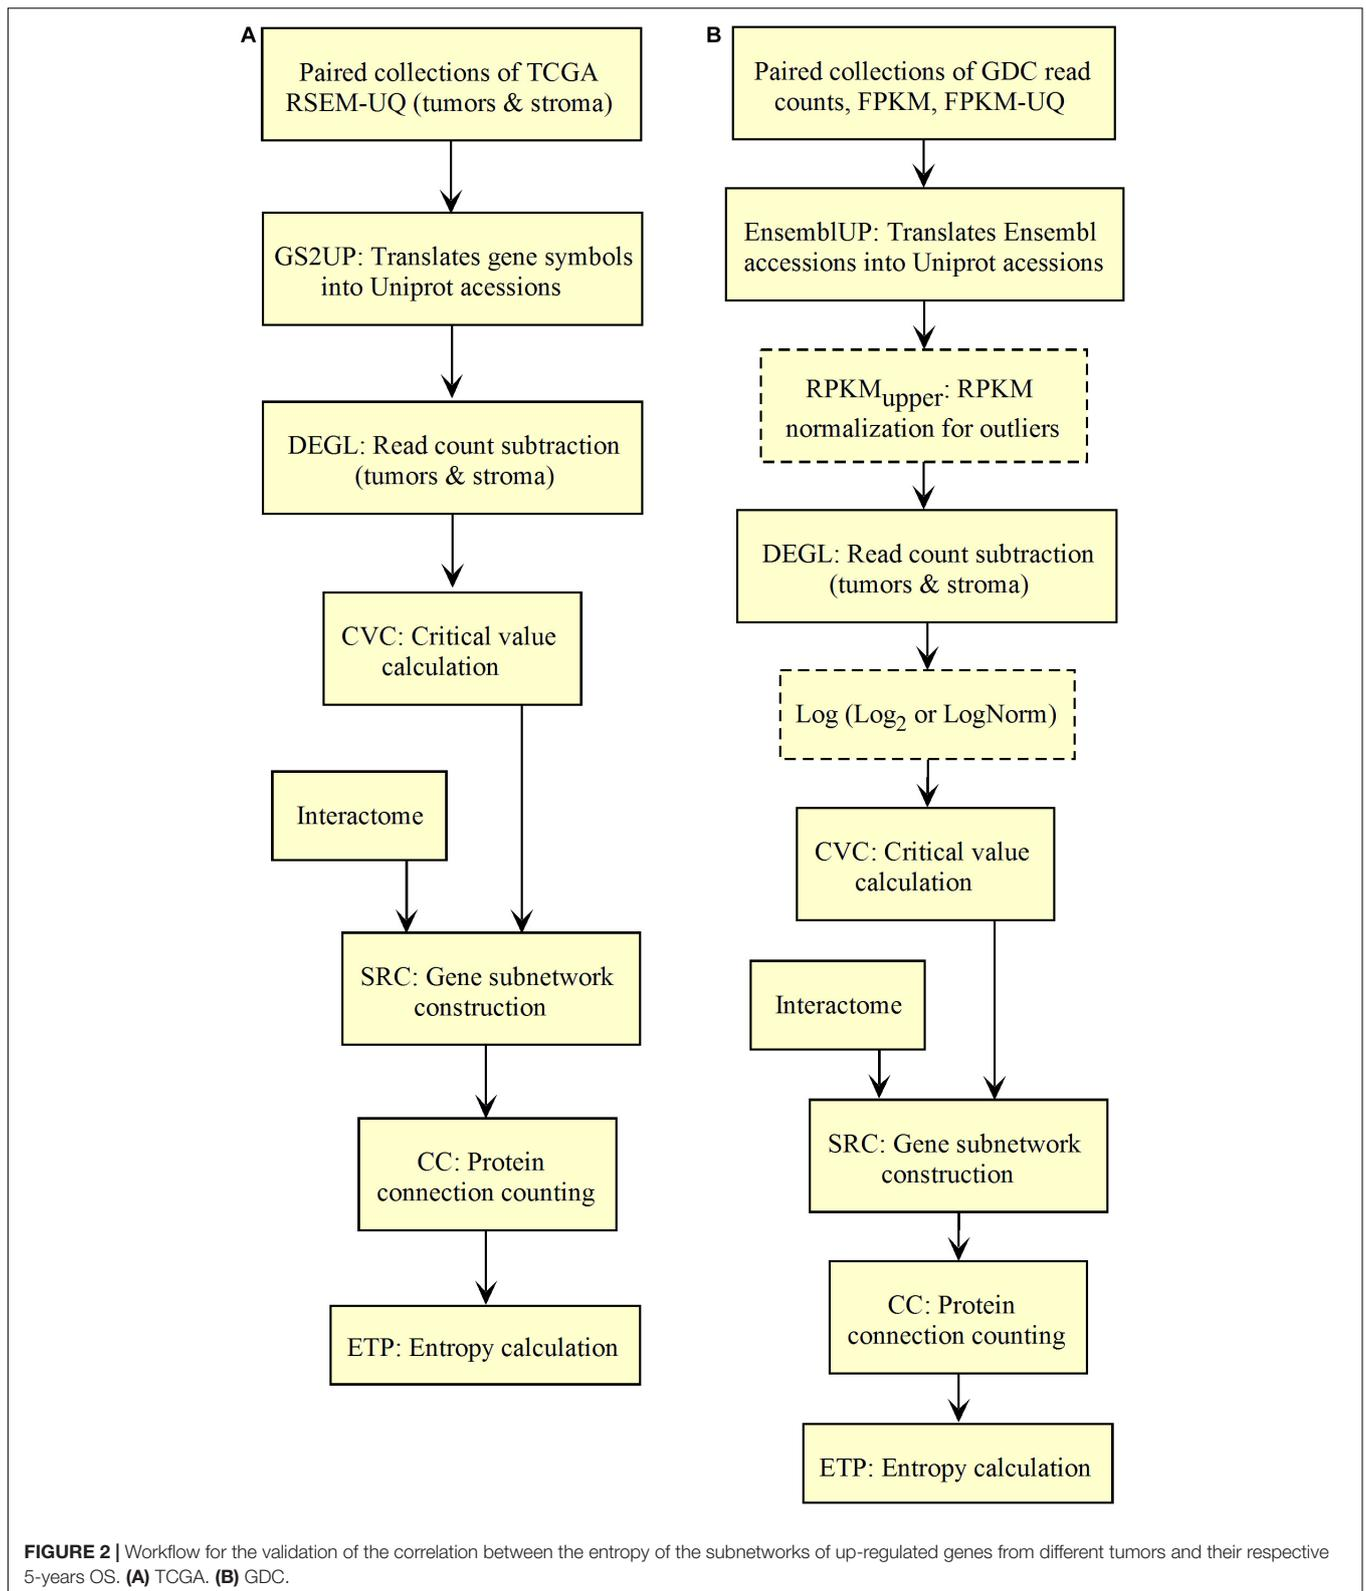 A
Paired collections of TCGA
RSEM-UQ (tumors & stroma)
GS2UP: Translates gene symbols
into Uniprot acessions
DEGL: Read count subtraction
(tumors & stroma)
CVC: Critical value
calculation
Interactome
SRC: Gene subnetwork
construction
CC: Protein
connection counting
ETP: Entropy calculation
B
Paired collections of GDC read
counts, FPKM, FPKM-UQ
EnsemblUP: Translates Ensembl
accessions into Uniprot acessions
RPKMupper: RPKM
normalization for outliers
DEGL: Read count subtraction
(tumors & stroma)
Log (Log2 or LogNorm)
CVC: Critical value
calculation
Interactome
SRC: Gene subnetwork
construction
CC: Protein
connection counting
ETP: Entropy calculation
FIGURE 2 | Workflow for the validation of the correlation between the entropy of the subnetworks of up-regulated genes from different tumors and their respective
5-years OS. (A) TCGA. (B) GDC.